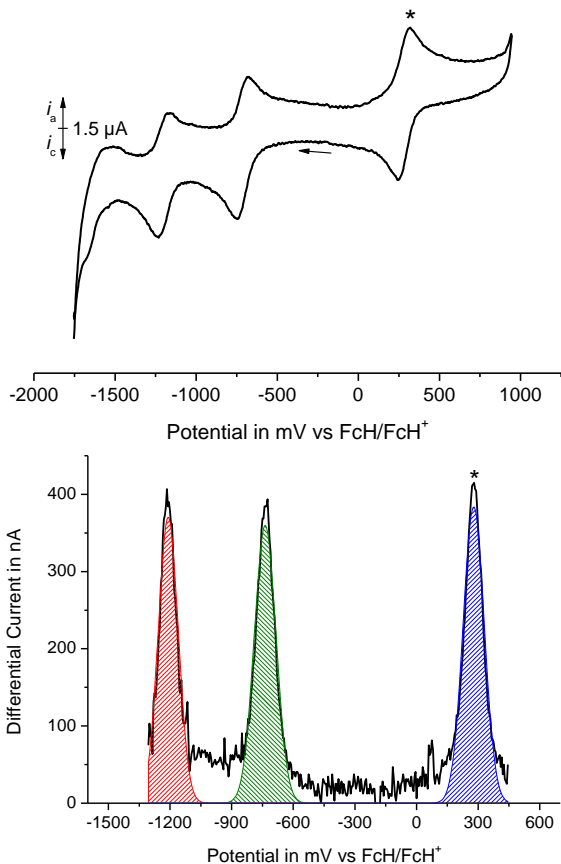 *
iₐ
1.5 µA
i꜀
-2000 -1500 -1000 -500 0 500 1000
Potential in mV vs FcH/FcH⁺
*
400
300
200
100
0
Differential Current in nA
-1500 -1200 -900 -600 -300 0 300 600
Potential in mV vs FcH/FcH⁺